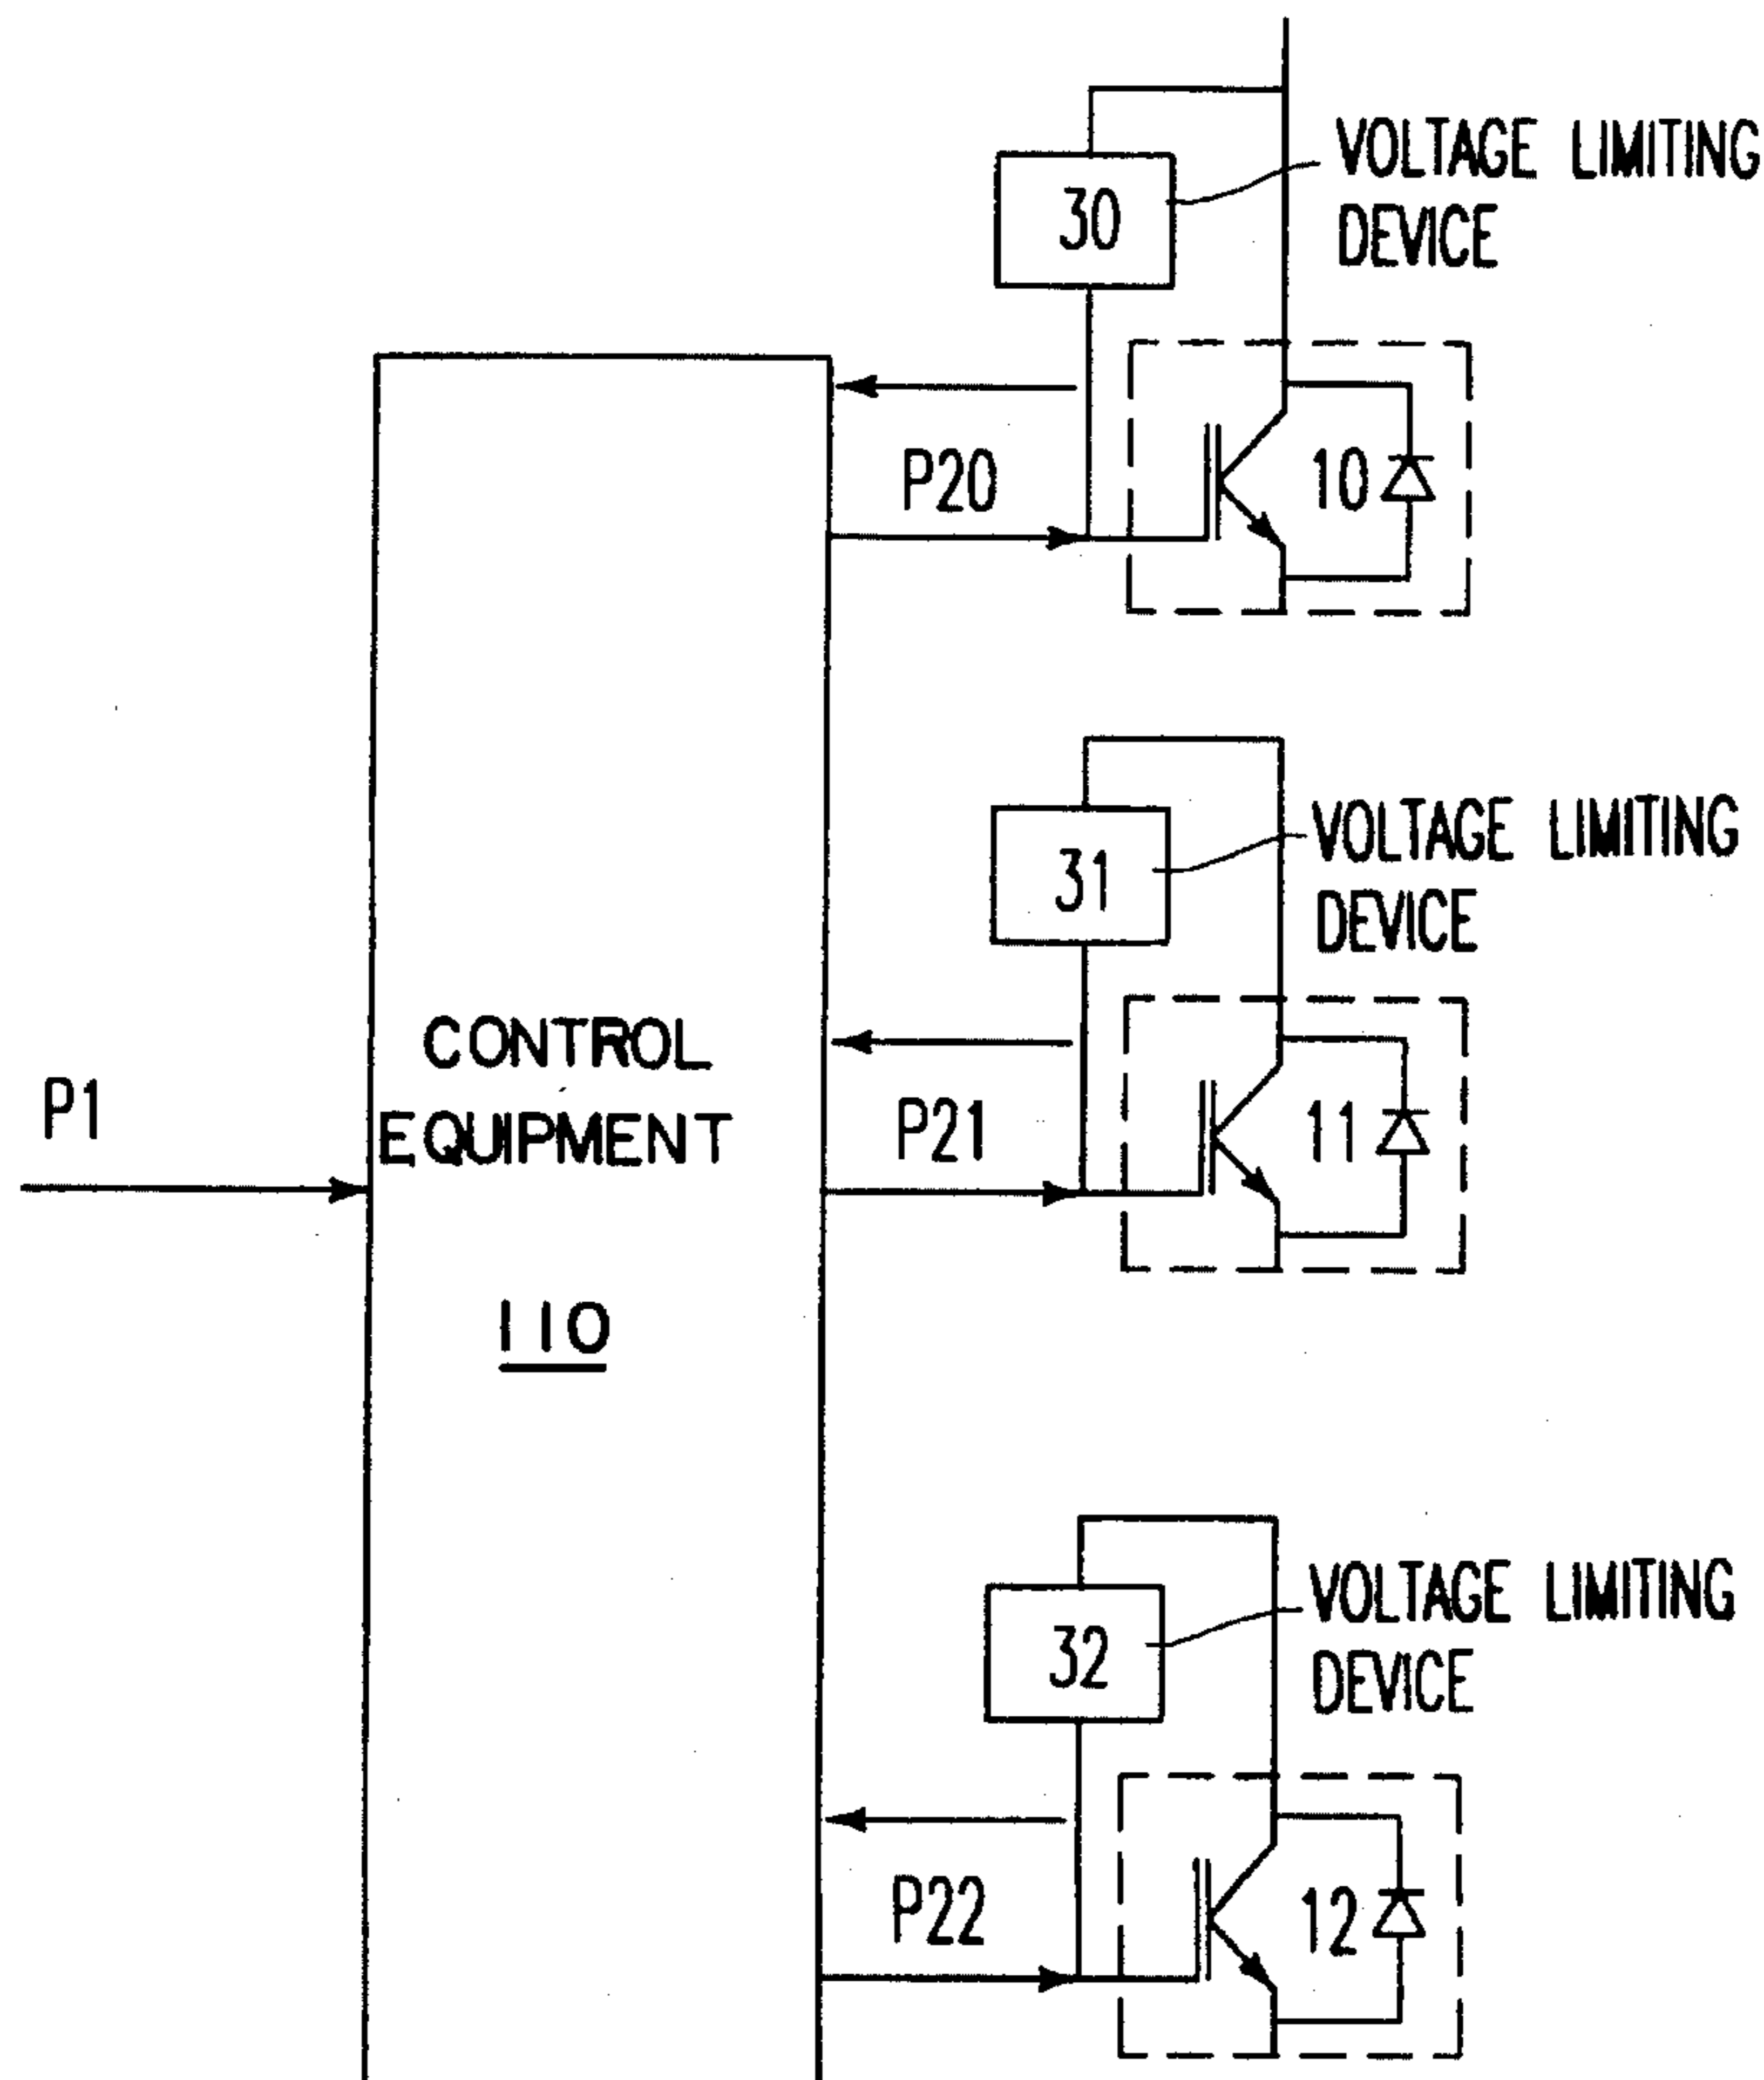 30
VOLTAGE LIMITING
DEVICE
P20
10
31
VOLTAGE LIMITING
DEVICE
CONTROL
EQUIPMENT
110
P1
P21
11
32
VOLTAGE LIMITING
DEVICE
P22
12